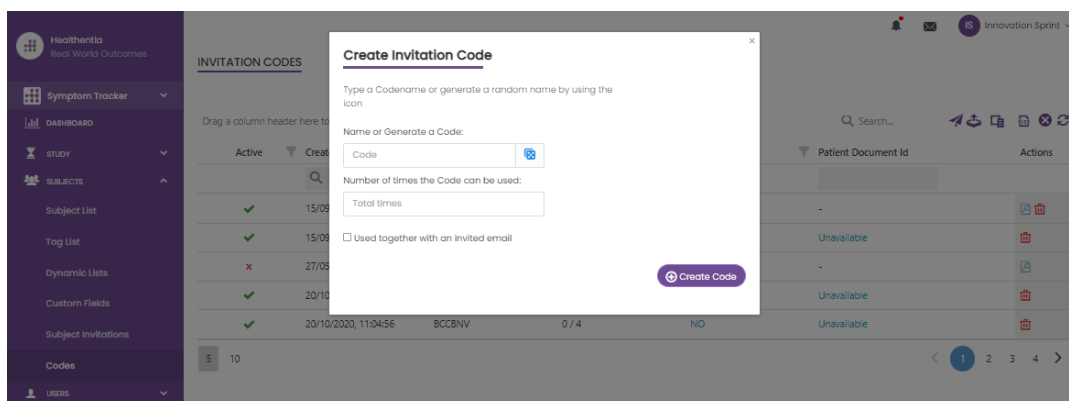 Healthentia
Real World Outcomes
IS Innovation Sprint
Symptom Tracker
DASHBOARD
STUDY
SUBJECTS
Subject List
Tag List
Dynamic Lists
Custom Fields
Subject Invitations
Codes
USERS
INVITATION CODES
Drag a column header here to
Search...
Active
Create
Patient Document Id
Actions
15/09
-
15/09
Unavailable
27/05
-
20/10
Unavailable
20/10/2020, 11:04:56 BCCBNV 0 / 4 NO Unavailable
5 10
1 2 3 4
Create Invitation Code
Type a Codename or generate a random name by using the
icon
Name or Generate a Code:
Code
Number of times the Code can be used:
Total times
Used together with an invited email
Create Code